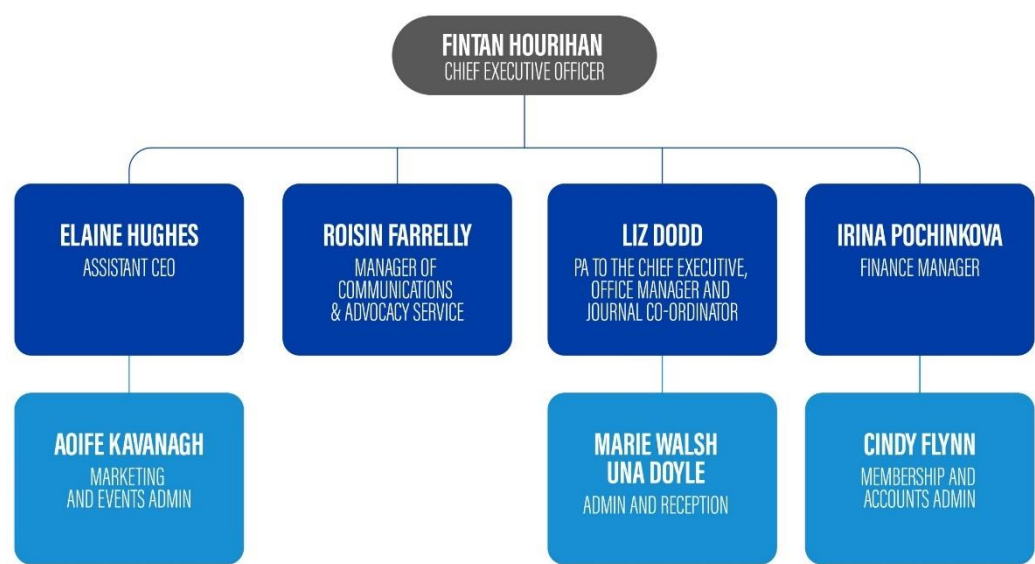 FINTAN HOURIHAN
CHIEF EXECUTIVE OFFICER
ELAINE HUGHES
ASSISTANT CEO
ROISIN FARRELLY
MANAGER OF
COMMUNICATIONS
& ADVOCACY SERVICE
LIZ DODD
PA TO THE CHIEF EXECUTIVE,
OFFICE MANAGER AND
JOURNAL CO-ORDINATOR
IRINA POCHINKOVA
FINANCE MANAGER
AOIFE KAVANAGH
MARKETING
AND EVENTS ADMIN
MARIE WALSH
UNA DOYLE
ADMIN AND RECEPTION
CINDY FLYNN
MEMBERSHIP AND
ACCOUNTS ADMIN